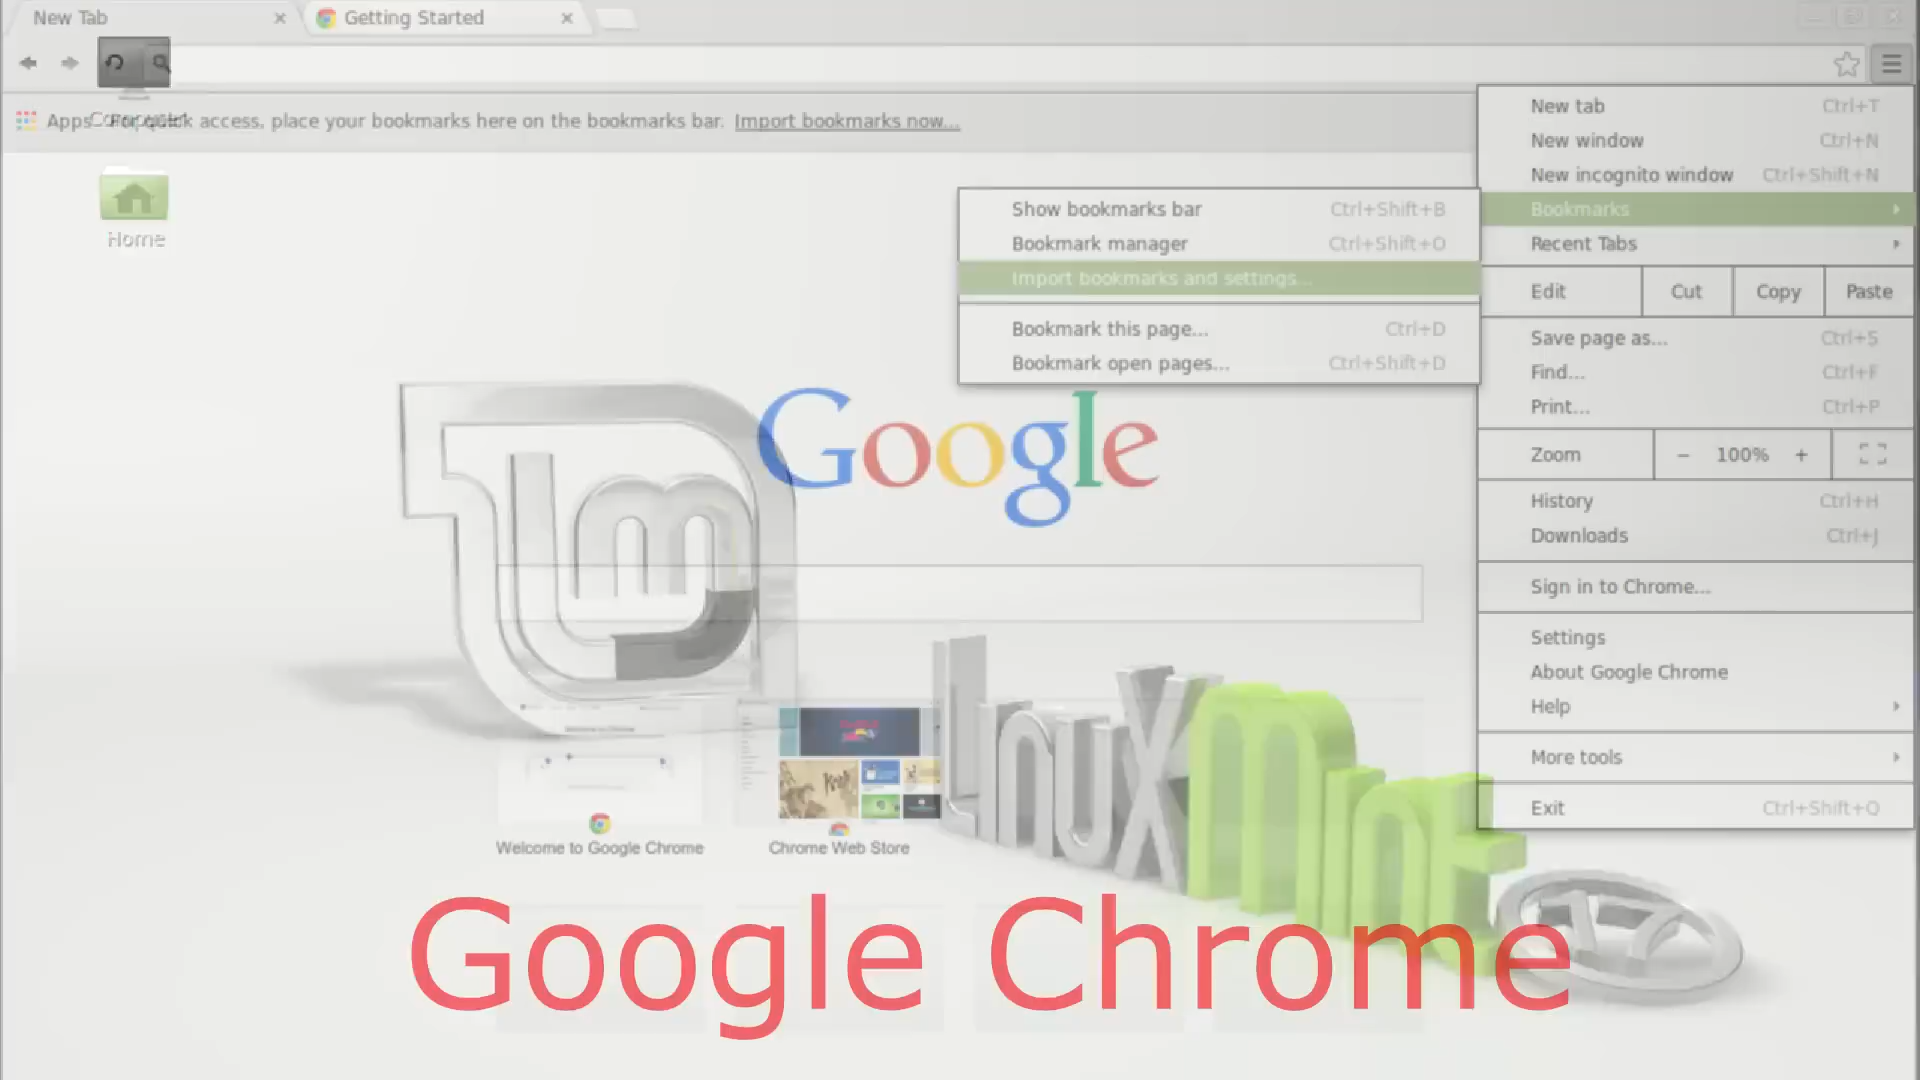 New Tab
Getting Started
Apps
Computer
For quick access, place your bookmarks here on the bookmarks bar. Import bookmarks now...
Home
New tab Ctrl+T
New window Ctrl+N
New incognito window Ctrl+Shift+N
Bookmarks
Recent Tabs
Edit Cut Copy Paste
Save page as... Ctrl+S
Find... Ctrl+F
Print... Ctrl+P
Zoom − 100% +
History Ctrl+H
Downloads Ctrl+J
Sign in to Chrome...
Settings
About Google Chrome
Help
More tools
Exit Ctrl+Shift+Q
Show bookmarks bar Ctrl+Shift+B
Bookmark manager Ctrl+Shift+O
Import bookmarks and settings...
Bookmark this page... Ctrl+D
Bookmark open pages... Ctrl+Shift+D
Google
LinuxMint
17
Welcome to Google Chrome
Chrome Web Store
Google Chrome